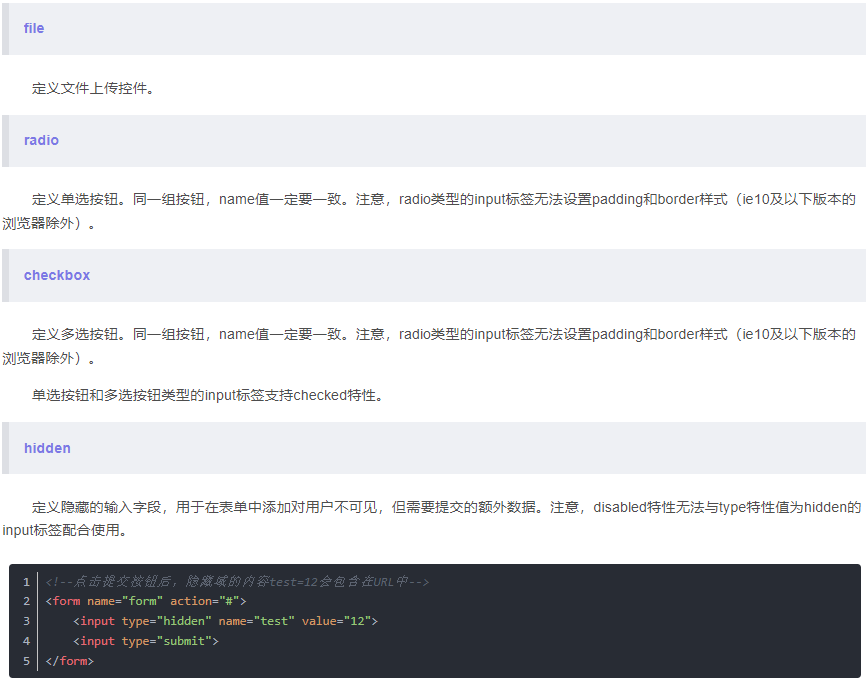 file
定义文件上传控件。
radio
定义单选按钮。同一组按钮，name值一定要一致。注意，radio类型的input标签无法设置padding和border样式（ie10及以下版本的
浏览器除外）。
checkbox
定义多选按钮。同一组按钮，name值一定要一致。注意，radio类型的input标签无法设置padding和border样式（ie10及以下版本的
浏览器除外）。
单选按钮和多选按钮类型的input标签支持checked特性。
hidden
定义隐藏的输入字段，用于在表单中添加对用户不可见，但需要提交的额外数据。注意，disabled特性无法与type特性值为hidden的
input标签配合使用。
1 <!--点击提交按钮后，隐藏域的内容test=12会包含在URL中-->
2 <form name="form" action="#">
3     <input type="hidden" name="test" value="12">
4     <input type="submit">
5 </form>